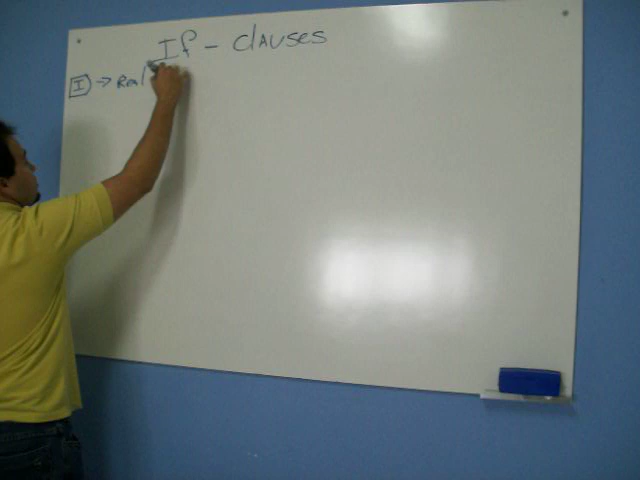 If - clauses
I → Real